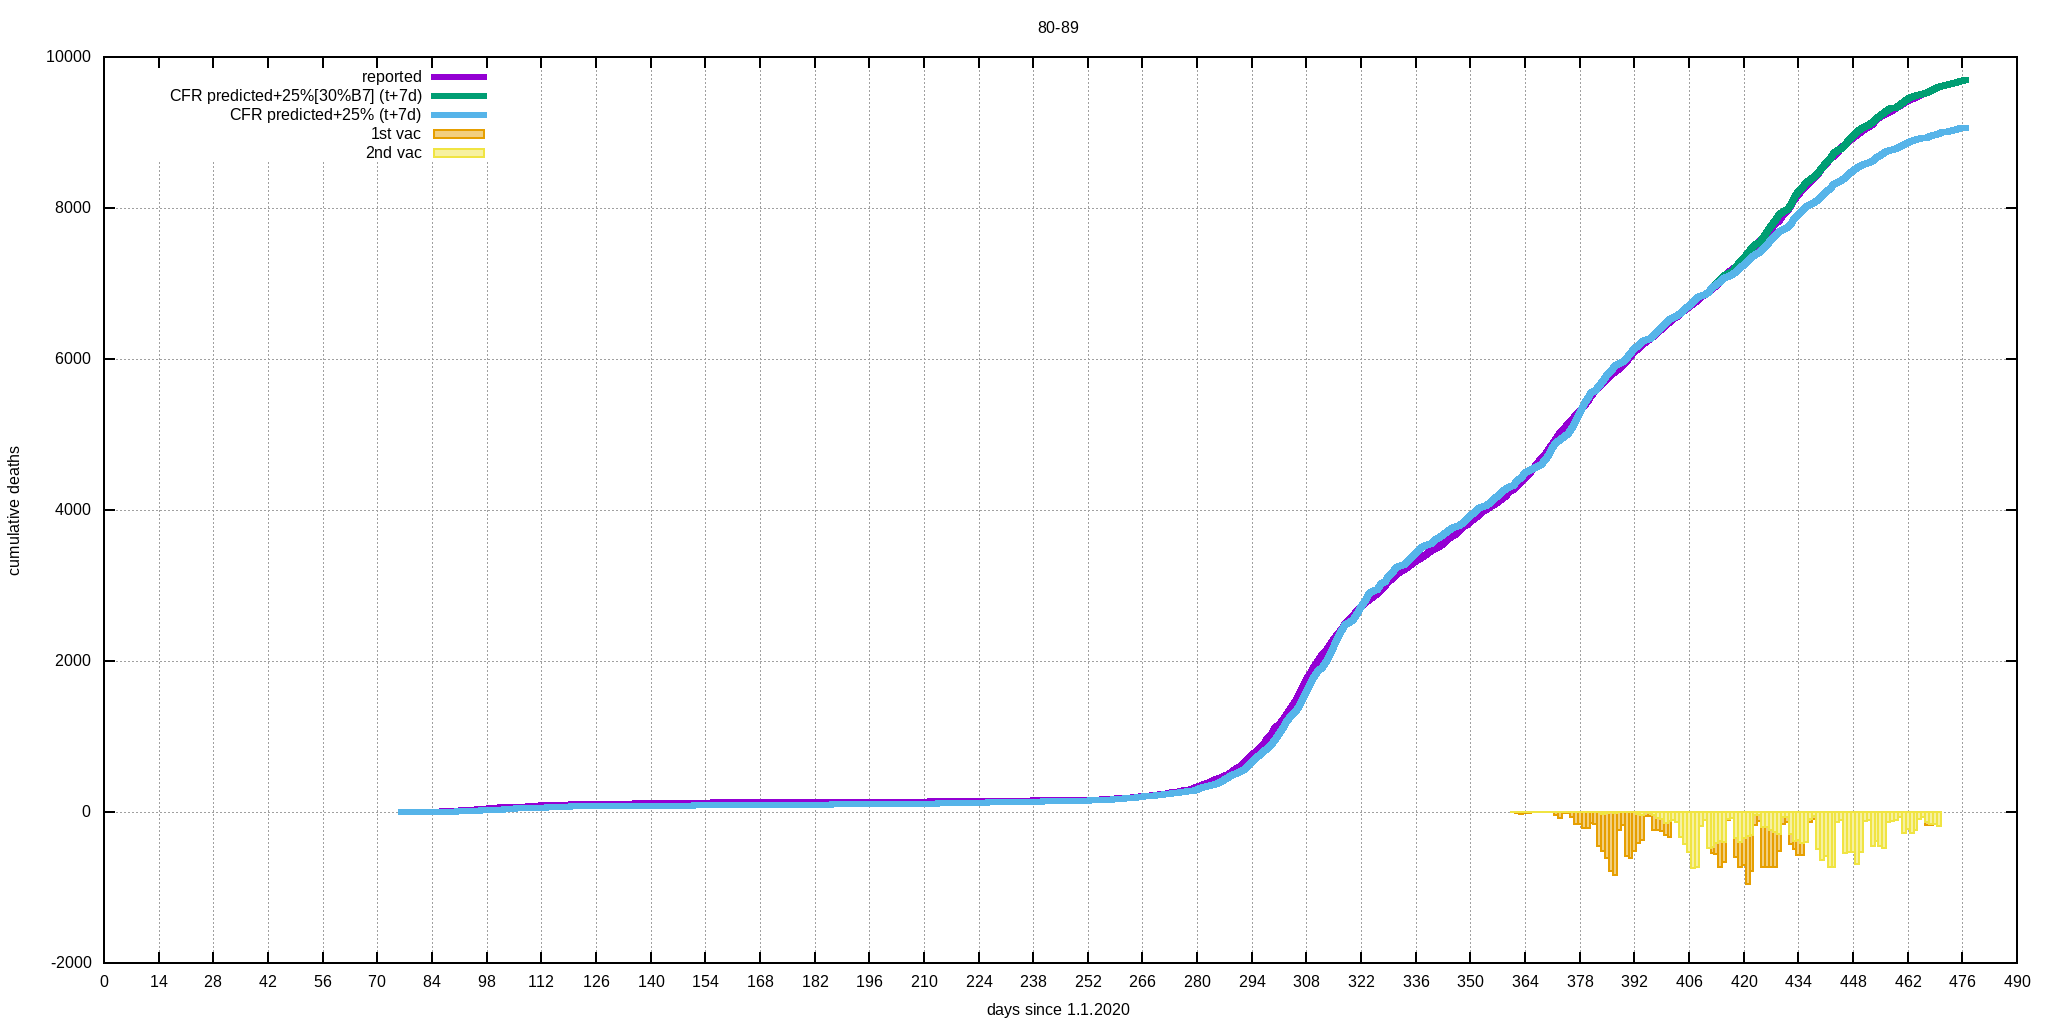 80-89
10000
8000
6000
4000
2000
0
-2000
cumulative deaths
reported
CFR predicted+25%[30%B7] (t+7d)
CFR predicted+25% (t+7d)
1st vac
2nd vac
0 14 28 42 56 70 84 98 112 126 140 154 168 182 196 210 224 238 252 266 280 294 308 322 336 350 364 378 392 406 420 434 448 462 476 490
days since 1.1.2020